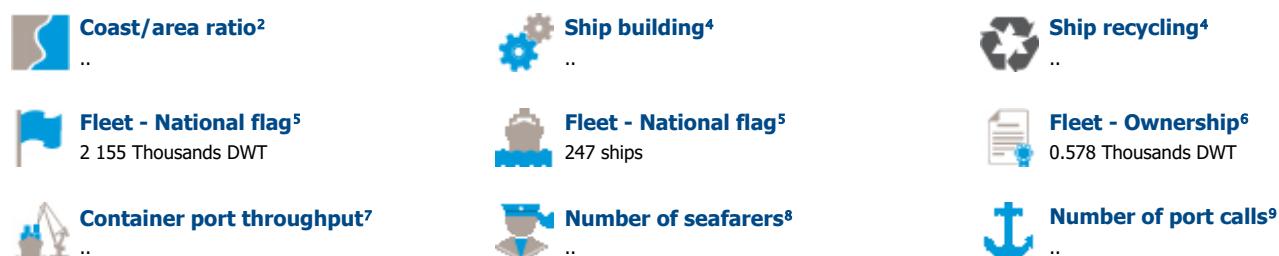 Coast/area ratio²
..
Ship building⁴
..
Ship recycling⁴
..
Fleet - National flag⁵
2 155 Thousands DWT
Fleet - National flag⁵
247 ships
Fleet - Ownership⁶
0.578 Thousands DWT
Container port throughput⁷
..
Number of seafarers⁸
..
Number of port calls⁹
..